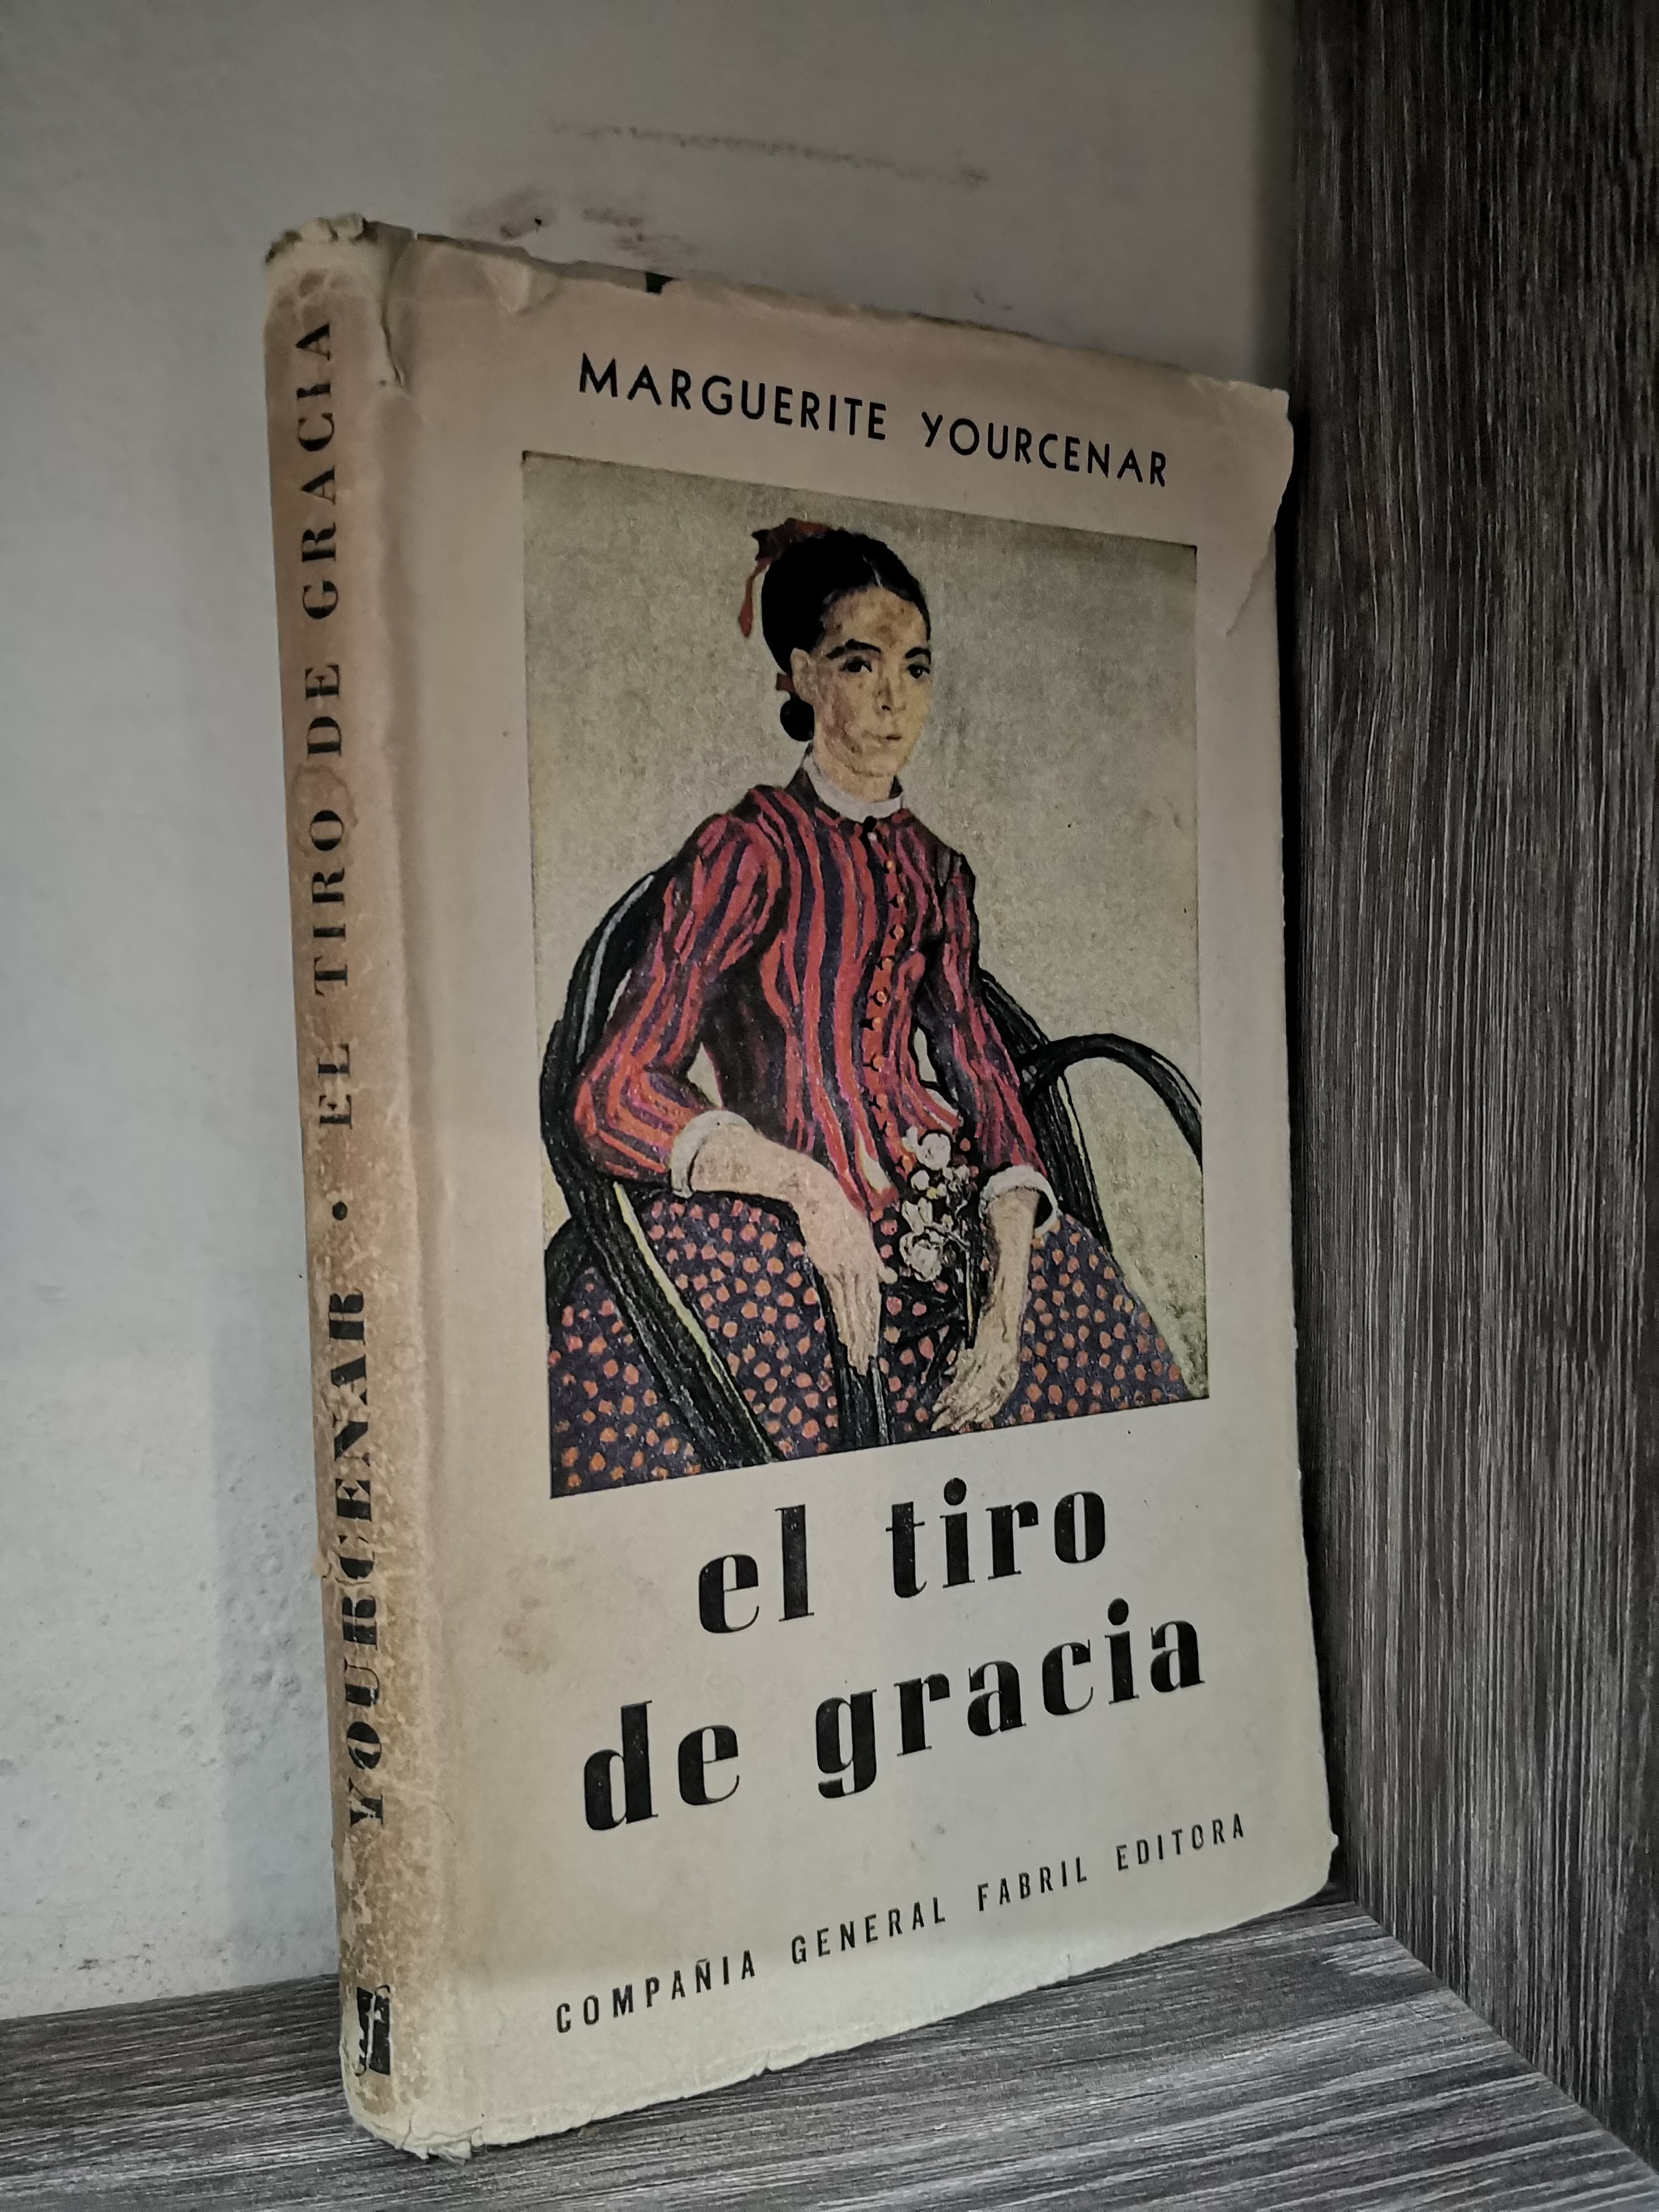 MARGUERITE YOURCENAR
el tiro
de gracia
COMPAÑIA GENERAL FABRIL EDITORA
YOURCENAR • EL TIRO DE GRACIA
f